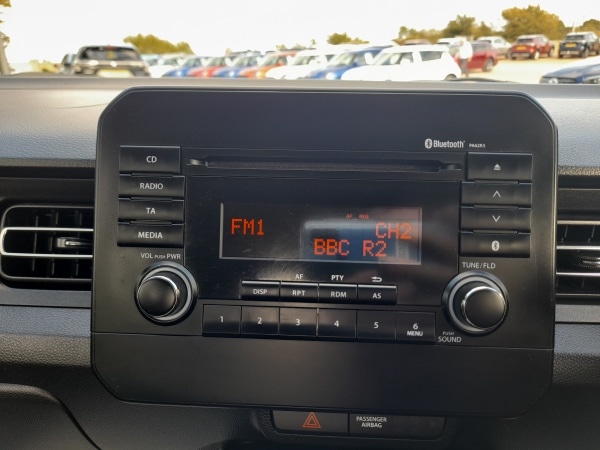 Bluetooth PA62R5
CD
RADIO
TA
MEDIA
AF REG
FM1 CH2
BBC R2
VOL PUSH PWR
TUNE/FLD
AF PTY
DISP RPT RDM AS
1 2 3 4 5 6
MENU
PUSH
SOUND
PASSENGER
AIRBAG